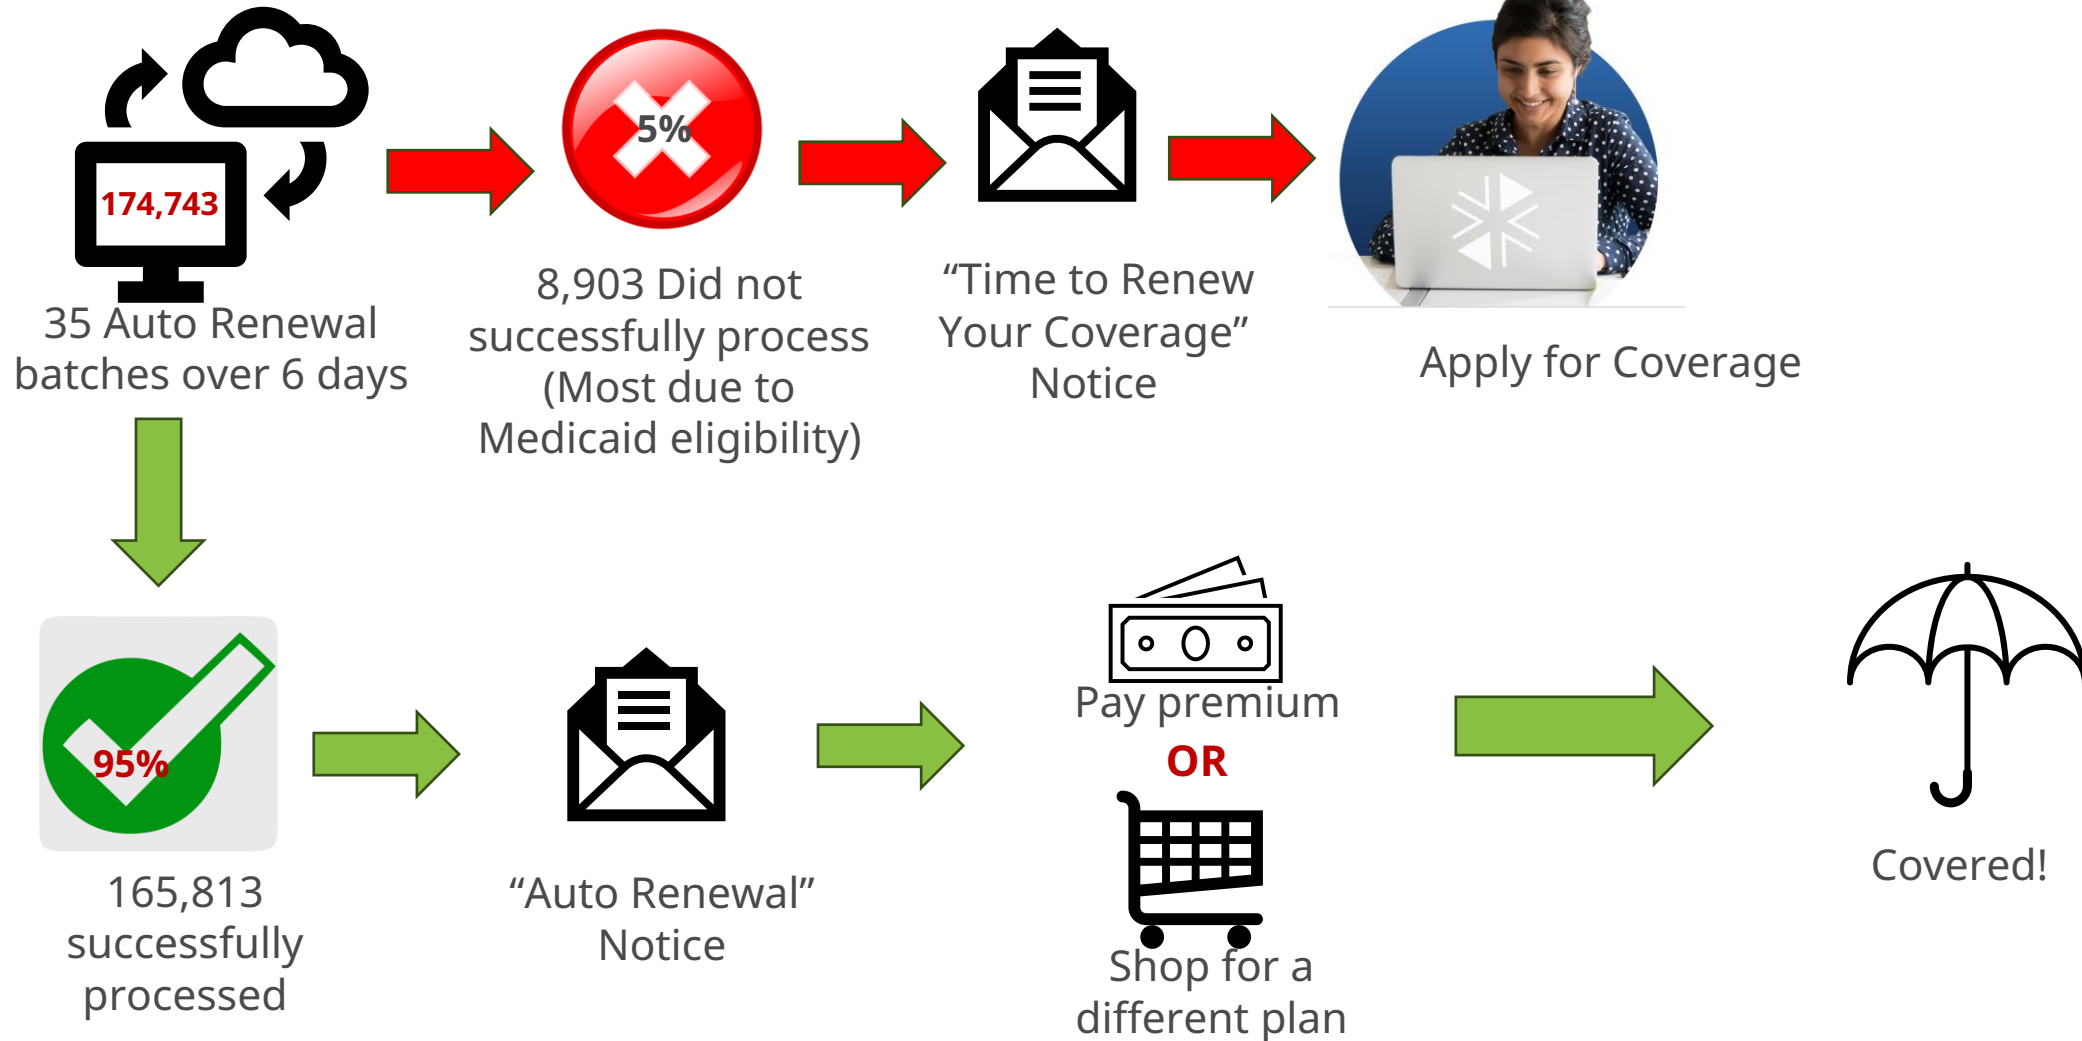 174,743
35 Auto Renewal
batches over 6 days
5%
8,903 Did not
successfully process
(Most due to
Medicaid eligibility)
“Time to Renew
Your Coverage”
Notice
Apply for Coverage
95%
165,813
successfully
processed
“Auto Renewal”
Notice
Pay premium
OR
Shop for a
different plan
Covered!